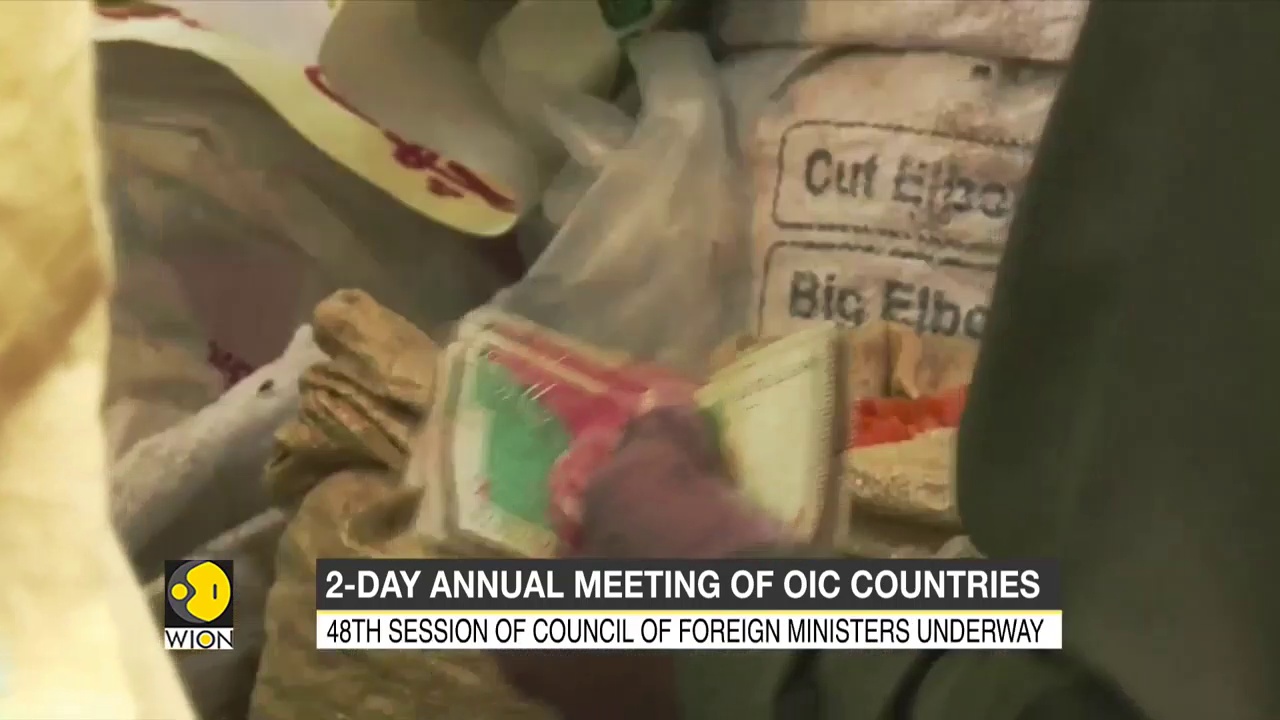 Cut Elbo
Big Elbo
2-DAY ANNUAL MEETING OF OIC COUNTRIES
48TH SESSION OF COUNCIL OF FOREIGN MINISTERS UNDERWAY
WION